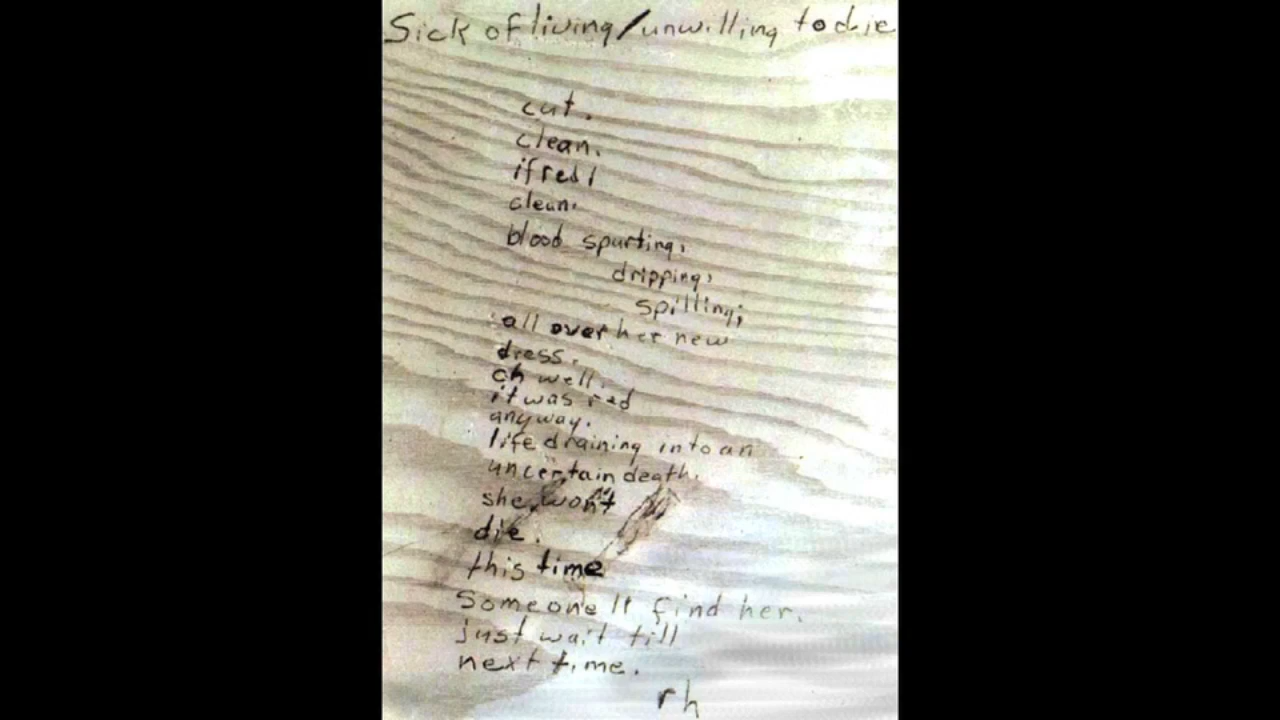 Sick of living/unwilling to die
cut.
clean.
if red,
clean.
blood spurting,
dripping,
spilling;
all over her new
dress.
oh well.
it was red
anyway.
life draining into an
uncertain death.
she won't
die.
this time
Someone'll find her.
just wait till
next time.
rh